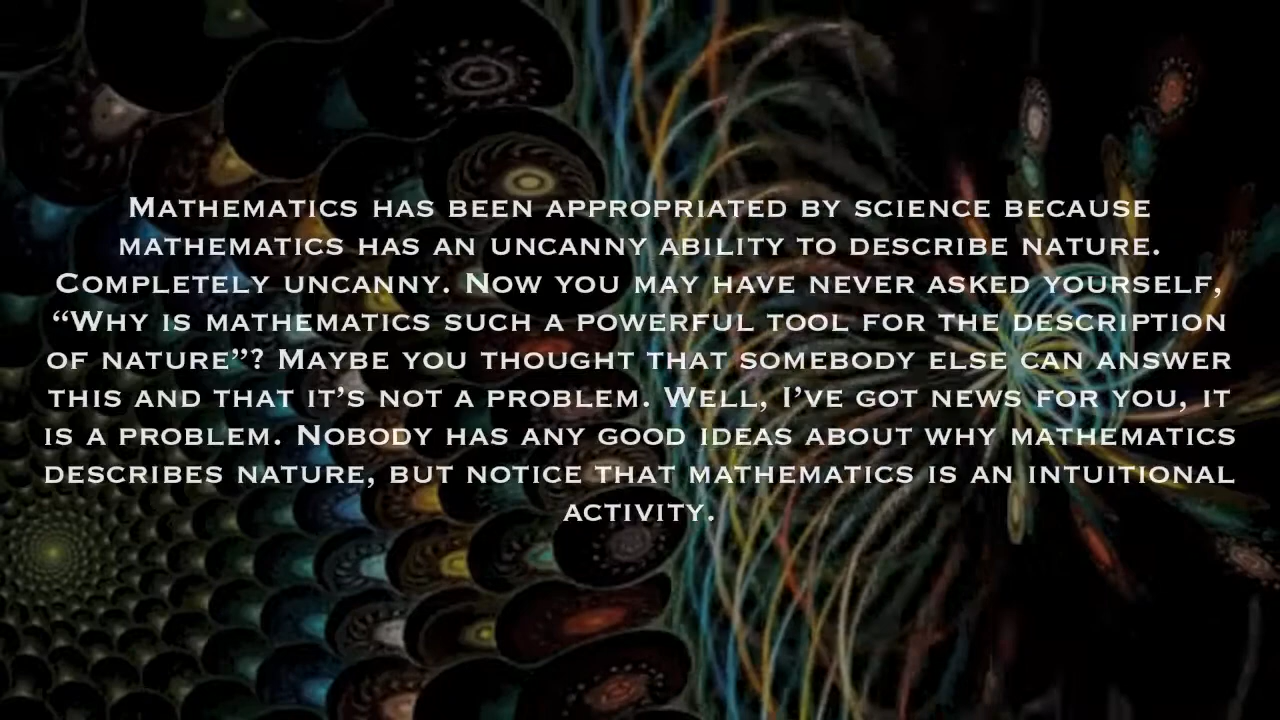 Mathematics has been appropriated by science because
mathematics has an uncanny ability to describe nature.
Completely uncanny. Now you may have never asked yourself,
“Why is mathematics such a powerful tool for the description
of nature”? Maybe you thought that somebody else can answer
this and that it’s not a problem. Well, I’ve got news for you, it
is a problem. Nobody has any good ideas about why mathematics
describes nature, but notice that mathematics is an intuitional
activity.